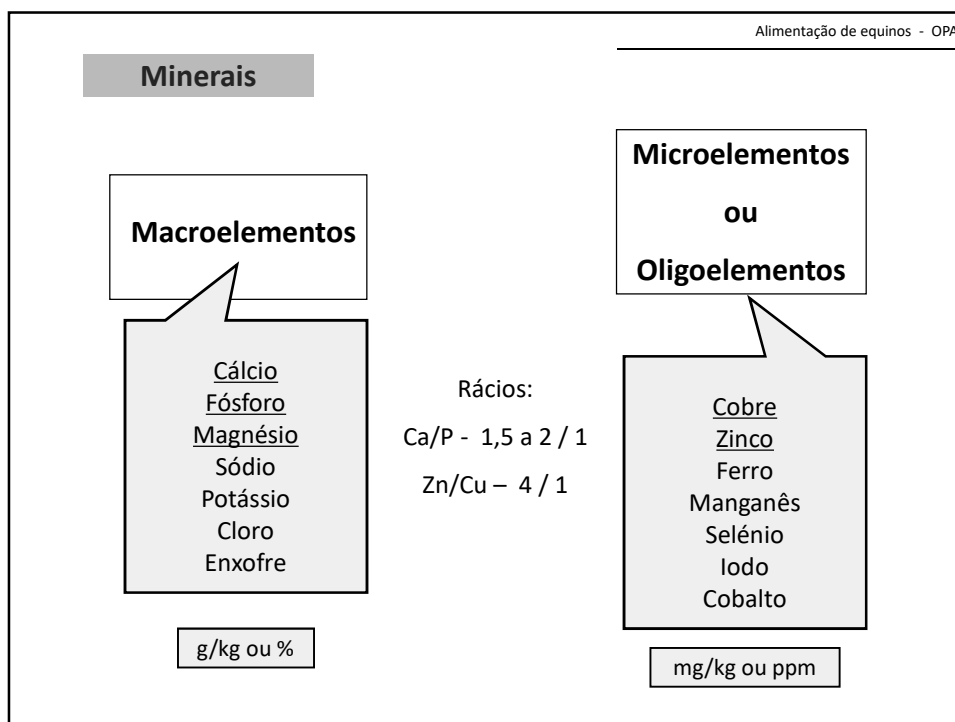 Alimentação de equinos - OPA
Minerais
Macroelementos
Cálcio
Fósforo
Magnésio
Sódio
Potássio
Cloro
Enxofre
g/kg ou %
Rácios:
Ca/P - 1,5 a 2 / 1
Zn/Cu – 4 / 1
Microelementos
ou
Oligoelementos
Cobre
Zinco
Ferro
Manganês
Selénio
Iodo
Cobalto
mg/kg ou ppm